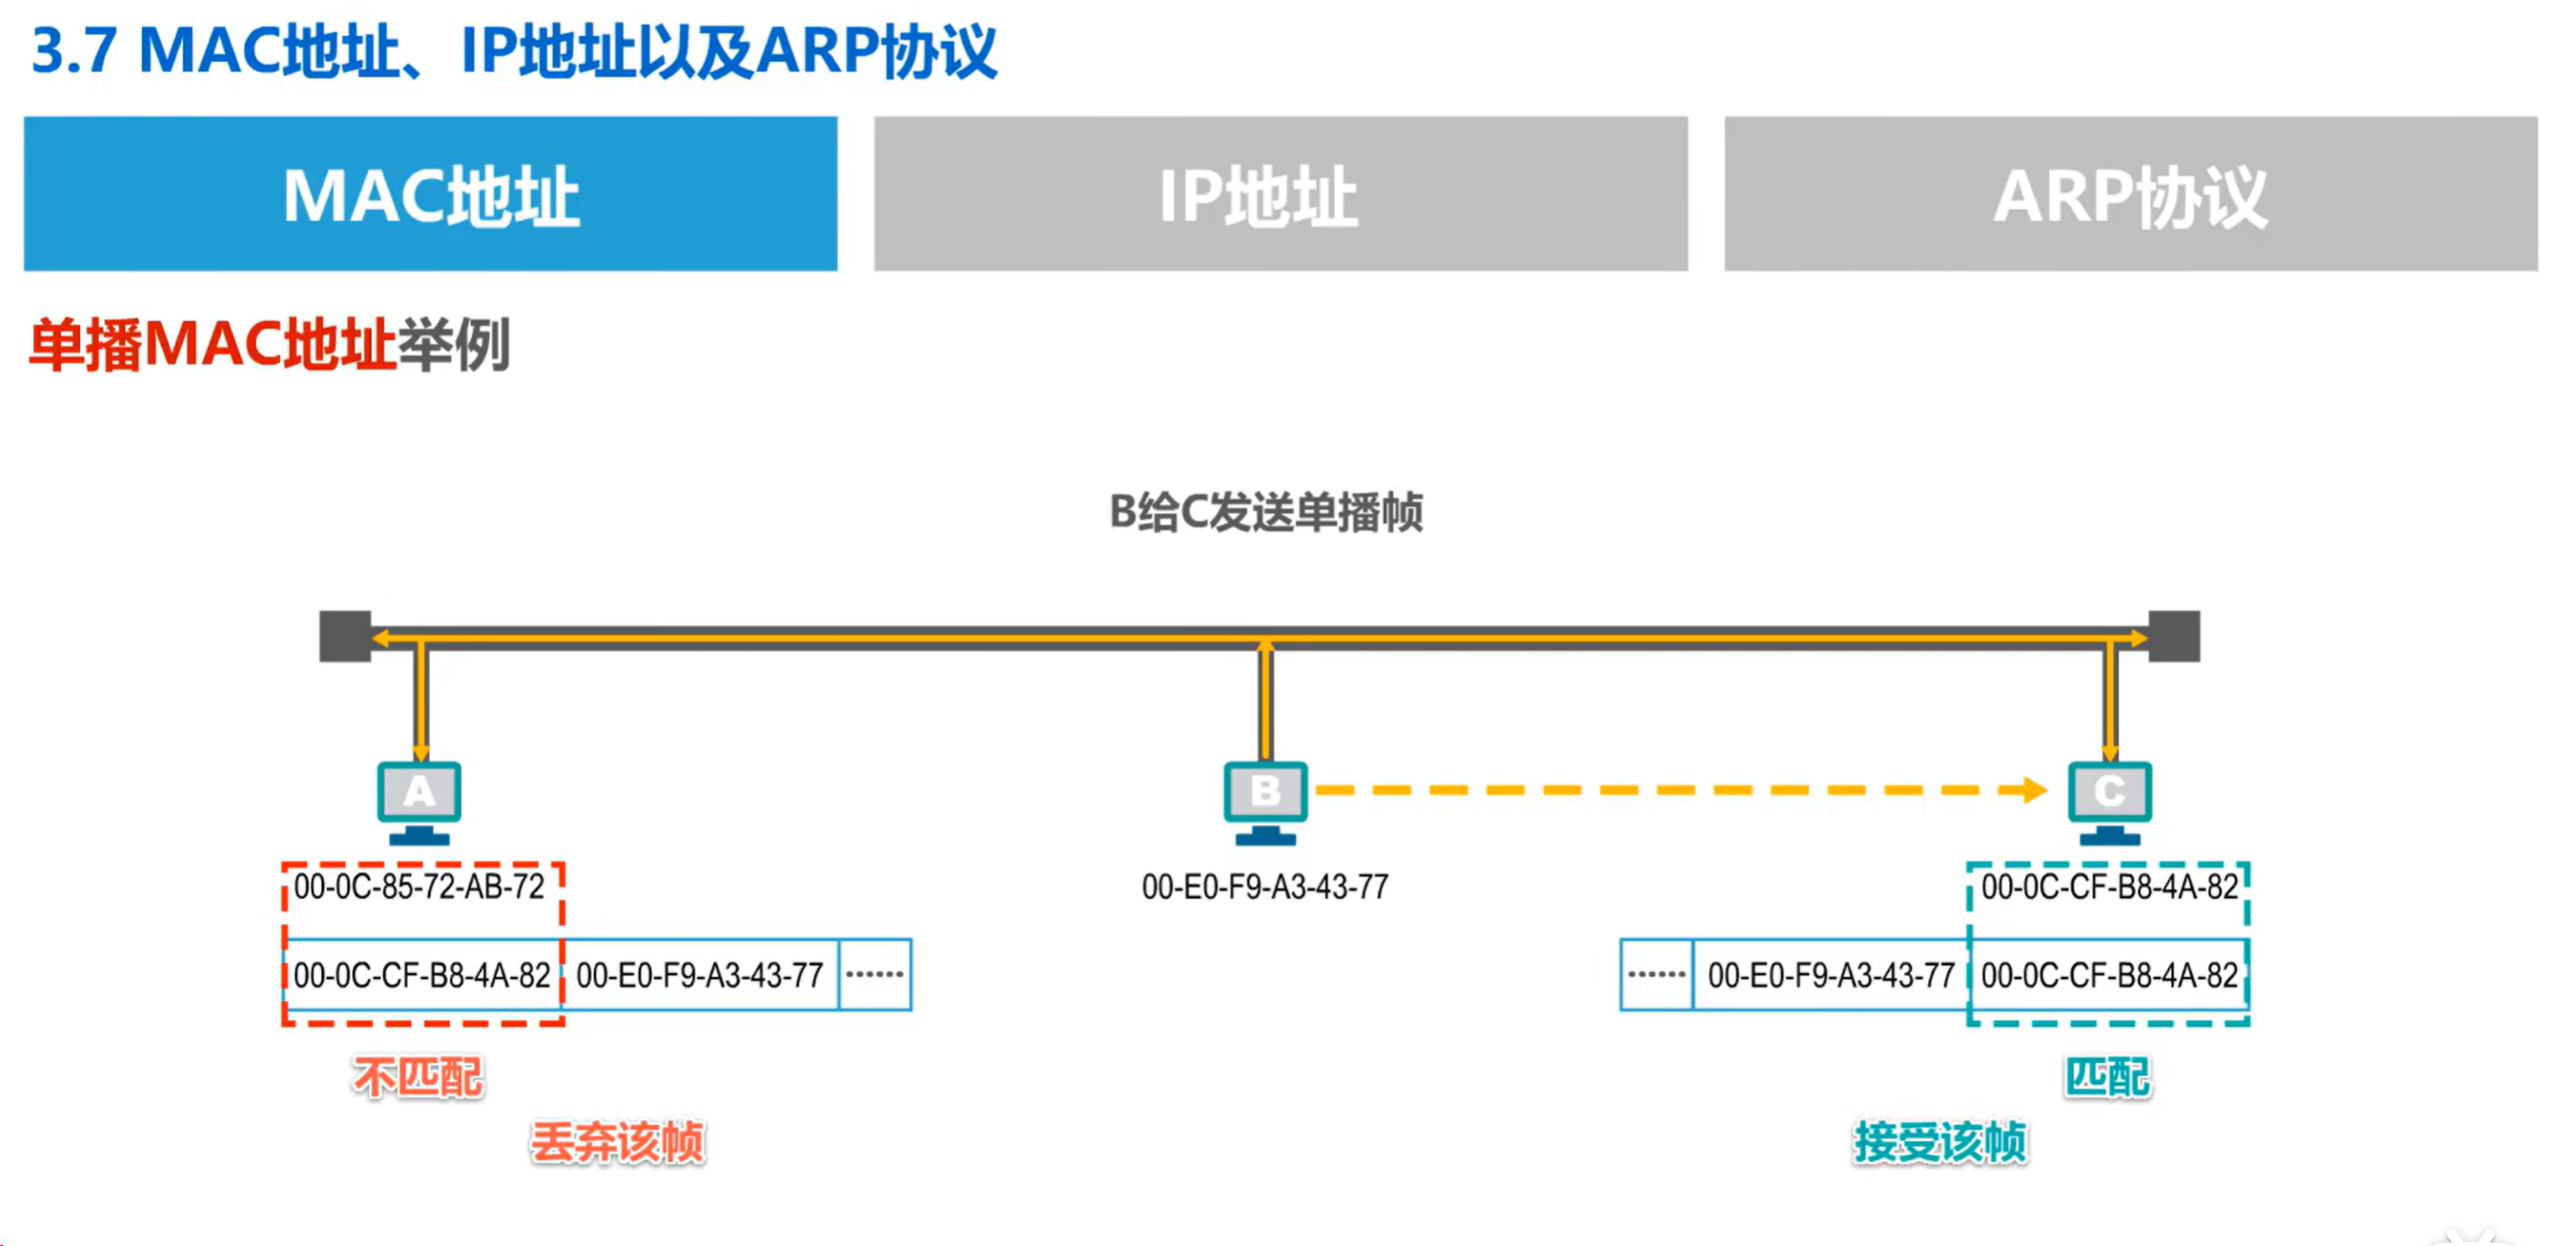 3.7 MAC地址、IP地址以及ARP协议
MAC地址
IP地址
ARP协议
单播MAC地址举例
B给C发送单播帧
A
B
C
00-0C-85-72-AB-72
00-E0-F9-A3-43-77
00-0C-CF-B8-4A-82
00-0C-CF-B8-4A-82 00-E0-F9-A3-43-77 ······
······ 00-E0-F9-A3-43-77 00-0C-CF-B8-4A-82
不匹配
匹配
丢弃该帧
接受该帧